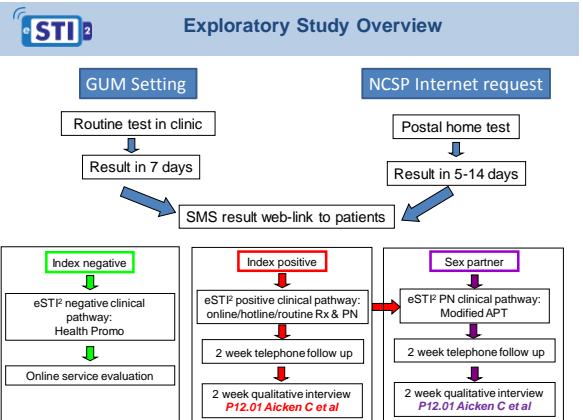 eSTI2
Exploratory Study Overview
GUM Setting
NCSP Internet request
Routine test in clinic
Postal home test
Result in 7 days
Result in 5-14 days
SMS result web-link to patients
Index negative
eSTI² negative clinical
pathway:
Health Promo
Online service evaluation
Index positive
eSTI² positive clinical pathway:
online/hotline/routine Rx & PN
2 week telephone follow up
2 week qualitative interview
P12.01 Aicken C et al
Sex partner
eSTI² PN clinical pathway:
Modified APT
2 week telephone follow up
2 week qualitative interview
P12.01 Aicken C et al